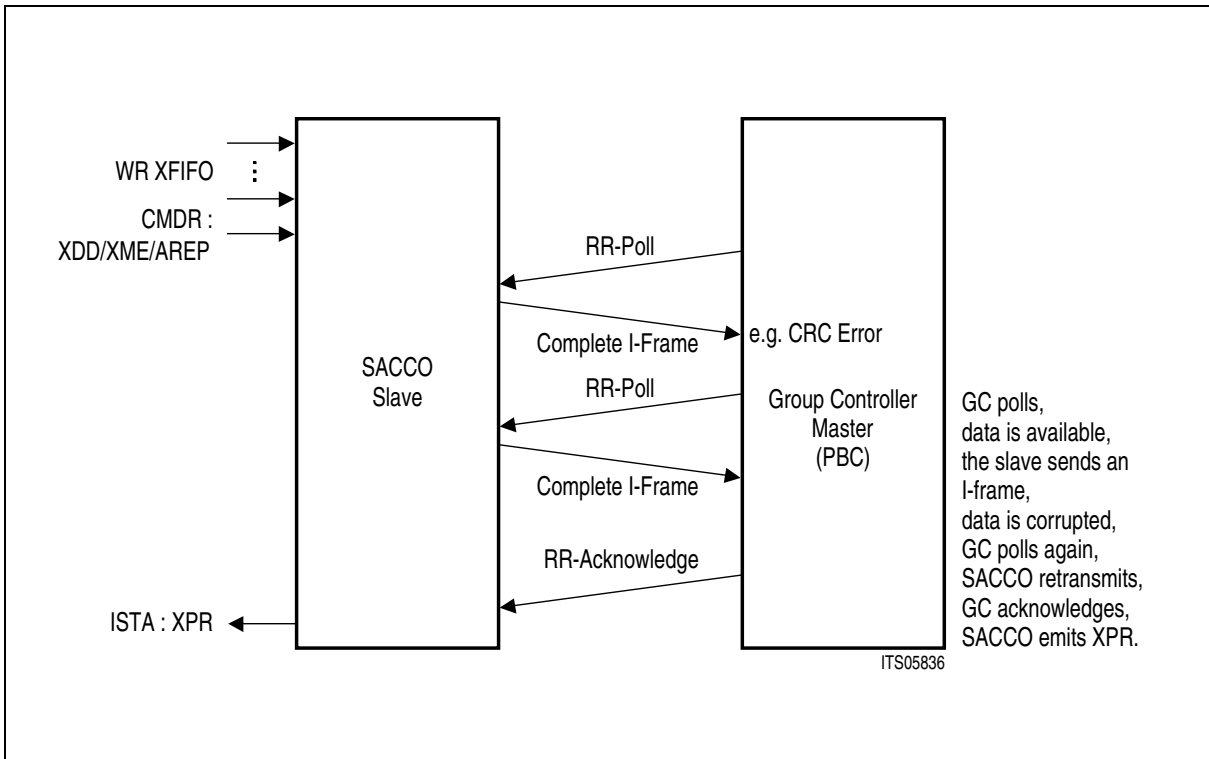 WR XFIFO
CMDR :
XDD/XME/AREP
SACCO
Slave
RR-Poll
Complete I-Frame
e.g. CRC Error
RR-Poll
Complete I-Frame
RR-Acknowledge
Group Controller
Master
(PBC)
GC polls,
data is available,
the slave sends an
I-frame,
data is corrupted,
GC polls again,
SACCO retransmits,
GC acknowledges,
SACCO emits XPR.
ISTA : XPR
ITS05836